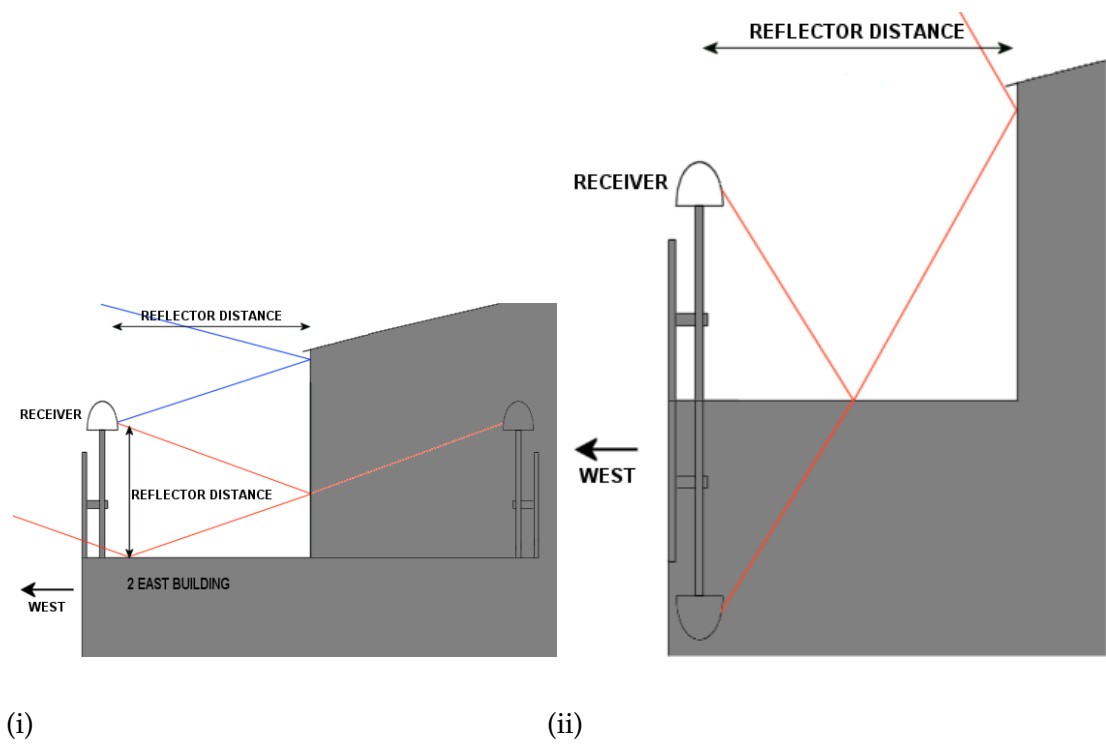 REFLECTOR DISTANCE
RECEIVER
REFLECTOR DISTANCE
2 EAST BUILDING
WEST
(i)
REFLECTOR DISTANCE
RECEIVER
WEST
(ii)